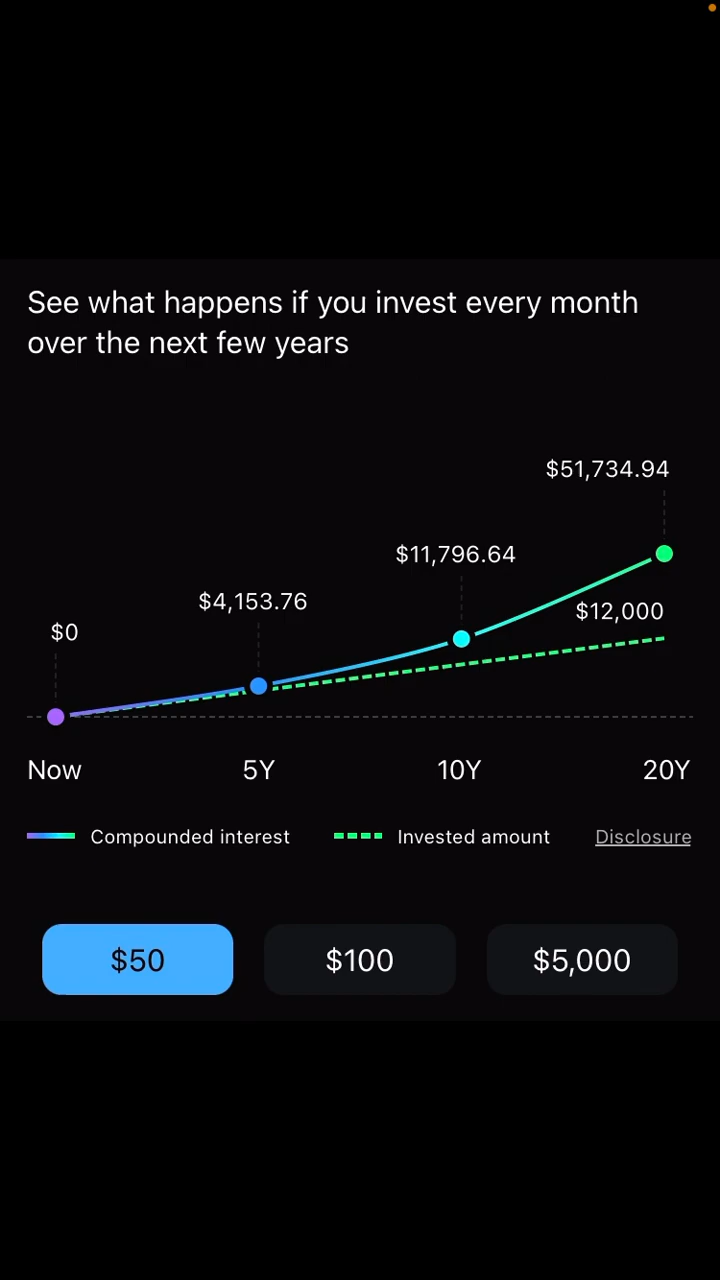 See what happens if you invest every month
over the next few years
$51,734.94
$11,796.64
$4,153.76
$12,000
$0
Now 5Y 10Y 20Y
Compounded interest Invested amount Disclosure
$50 $100 $5,000